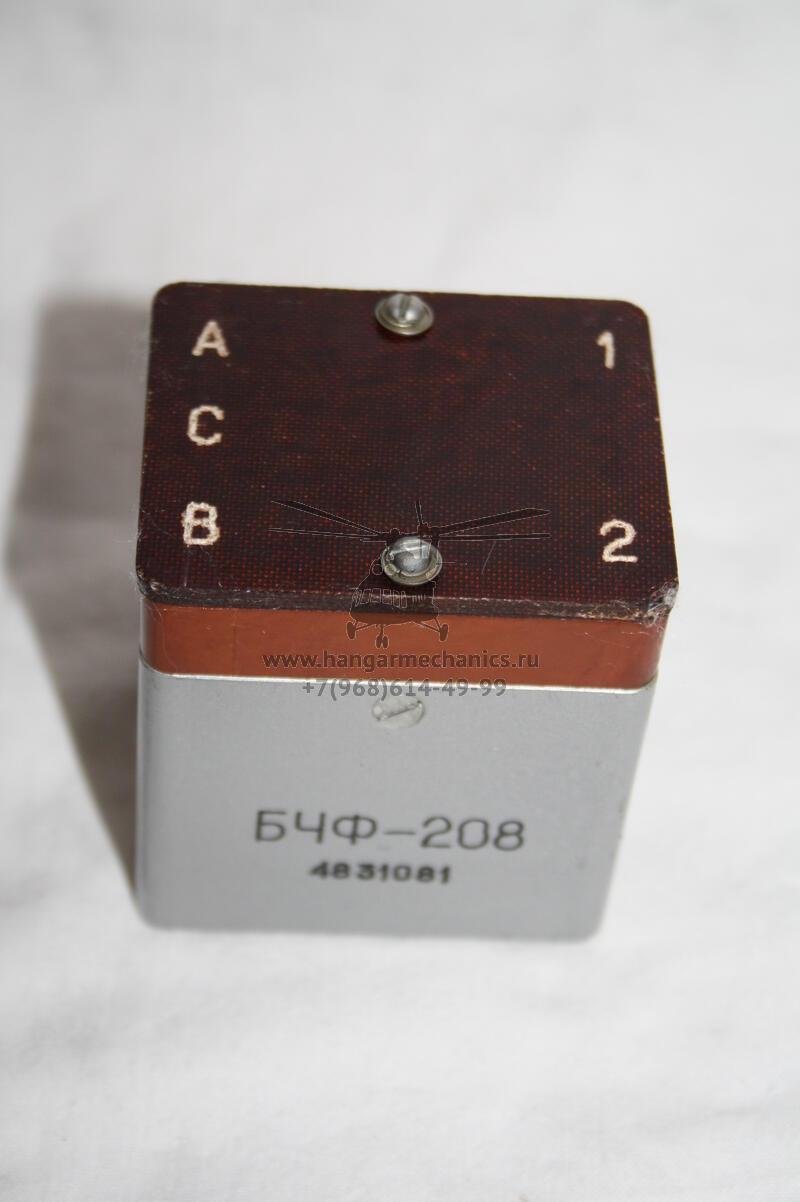 A 1
C
B 2
www.hangarmechanics.ru
+7(968)614-49-99
БЧФ-208
4831081